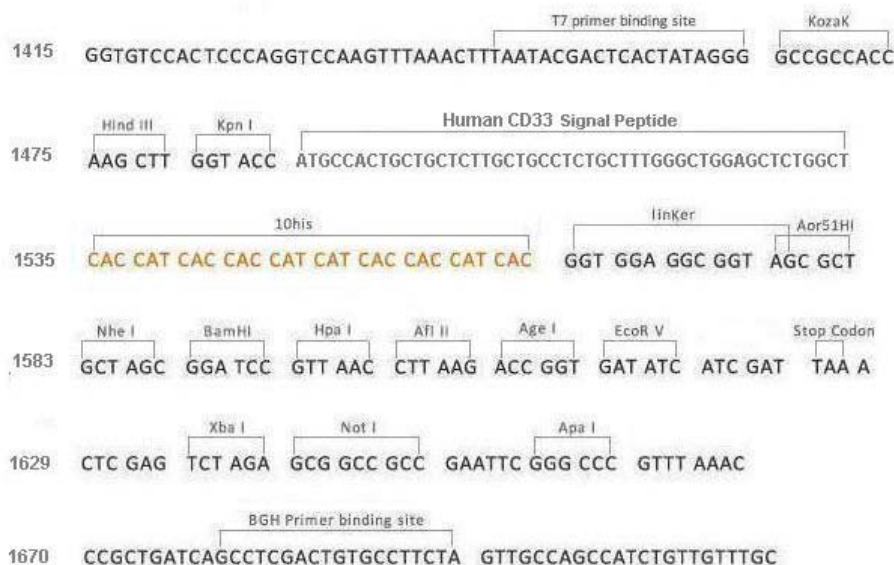 T7 primer binding site KozaK
1415 GGTGTCCACTCCCAGGTCCAAGTTTAAACTTTAATACGACTCACTATAGGG GCCGCCACC
Hind III Kpn I Human CD33 Signal Peptide
1475 AAG CTT GGT ACC ATGCCACTGCTGCTCTTGCTGCCTCTGCTTTGGGCTGGAGCTCTGGCT
10his linKer Aor51HI
1535 CAC CAT CAC CAC CAT CAT CAC CAC CAT CAC GGT GGA GGC GGT AGC GCT
Nhe I BamHI Hpa I Afl II Age I EcoR V Stop Codon
1583 GCT AGC GGA TCC GTT AAC CTT AAG ACC GGT GAT ATC ATC GAT TAA A
Xba I Not I Apa I
1629 CTC GAG TCT AGA GCG GCC GCC GAATTC GGG CCC GTTT AAAC
BGH Primer binding site
1670 CCGCTGATCAGCCTCGACTGTGCCTTCTA GTTGCCAGCCATCTGTTGTTTGC